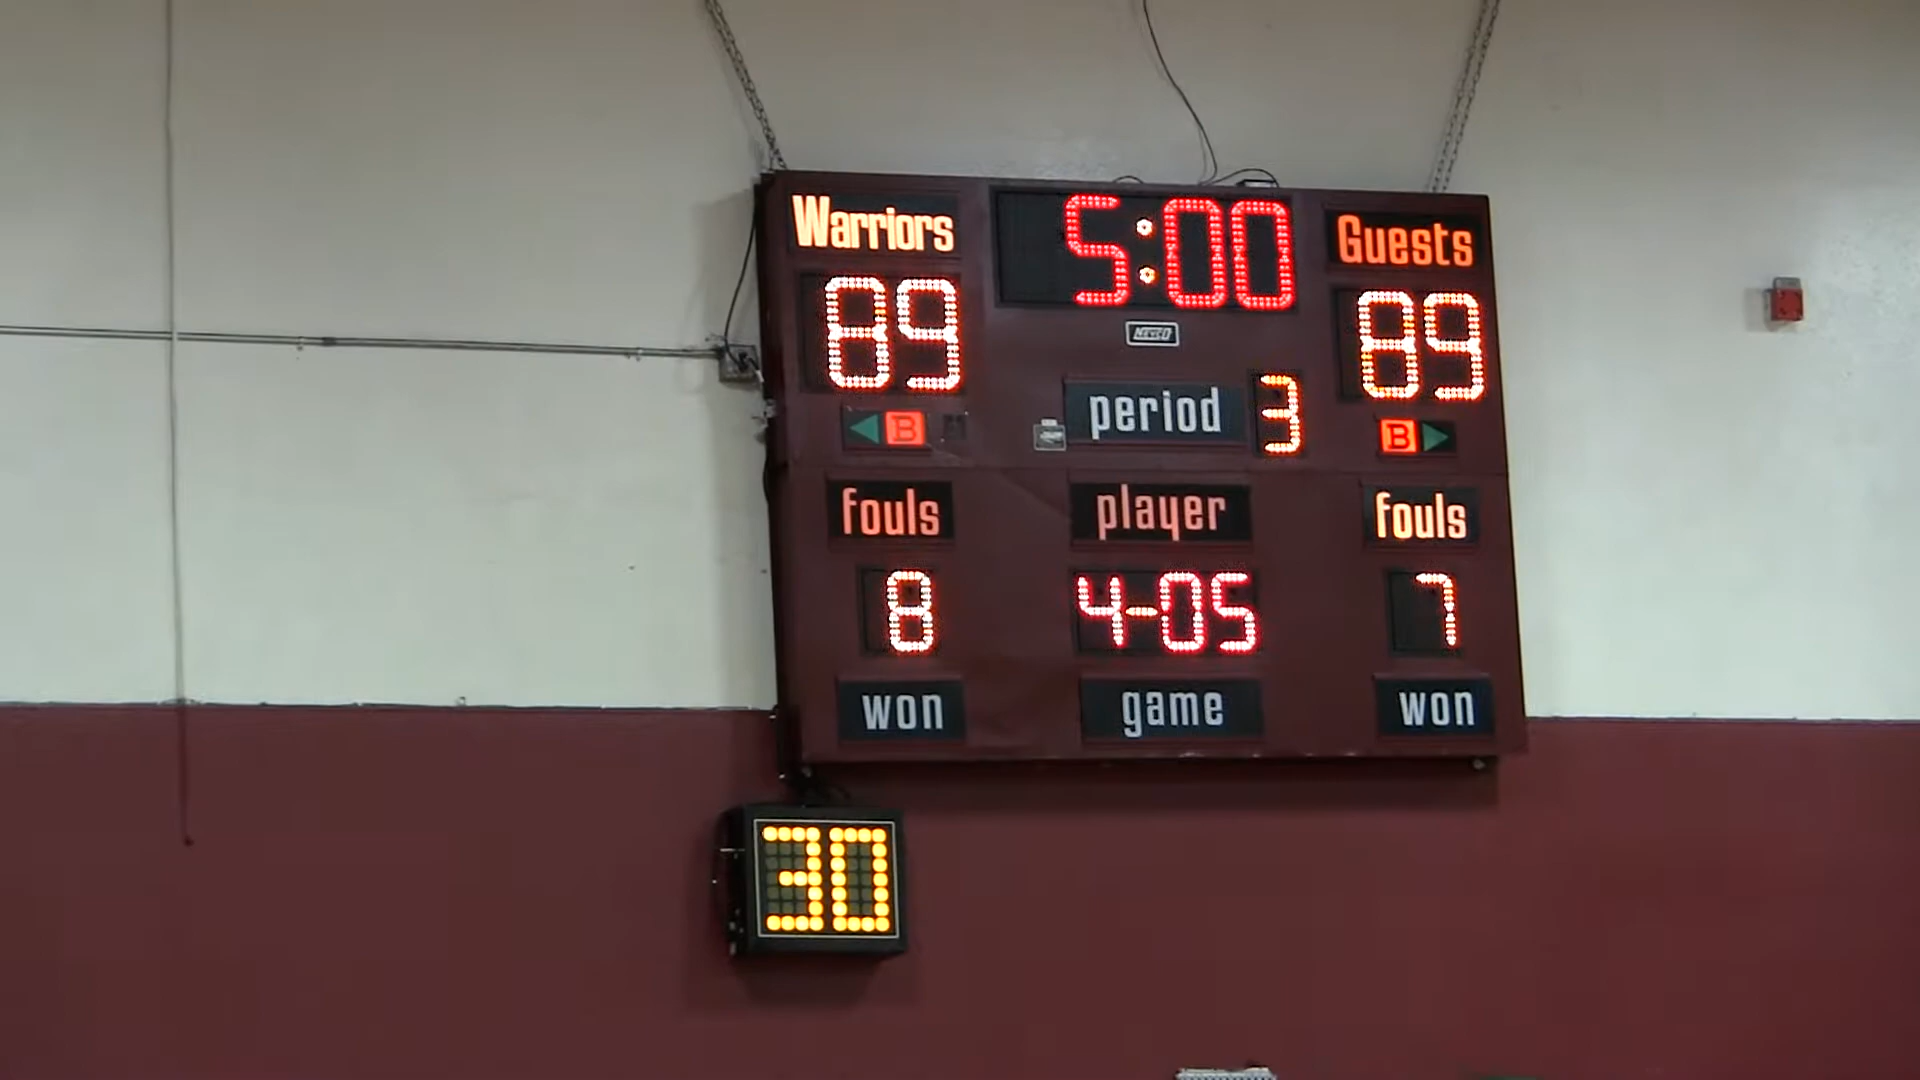 Warriors 5:00 Guests
89 89
NEVCO
period 3
B B
fouls player fouls
8 4-05 7
won game won
30